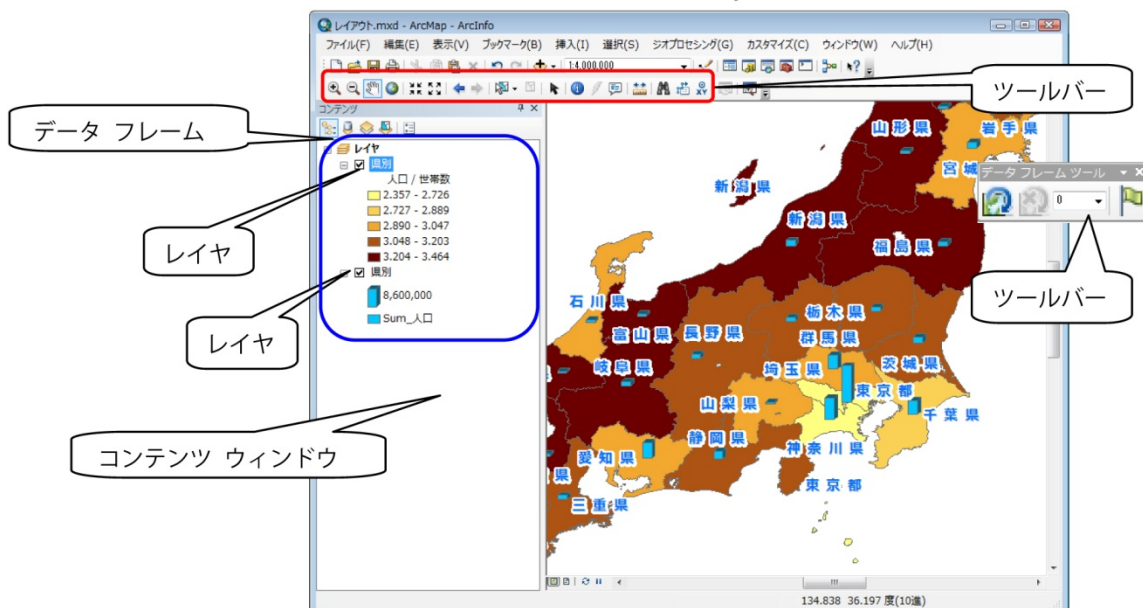 レイアウト.mxd - ArcMap - ArcInfo
ファイル(F) 編集(E) 表示(V) ブックマーク(B) 挿入(I) 選択(S) ジオプロセシング(G) カスタマイズ(C) ウィンドウ(W) ヘルプ(H)
1:4,000,000
ツールバー
コンテンツ
データ フレーム
レイヤ
県別
人口 / 世帯数
2.357 - 2.726
2.727 - 2.889
2.890 - 3.047
3.048 - 3.203
3.204 - 3.464
県別
8,600,000
Sum_人口
レイヤ
レイヤ
コンテンツ ウィンドウ
山形県
岩手県
宮城
データ フレーム ツール
0
ツールバー
新潟県
新潟県
福島県
石川県
富山県
長野県
栃木県
群馬県
岐阜県
埼玉県
茨城県
東京都
山梨県
千葉県
静岡県
神奈川県
愛知県
県
東京都
三重県
134.838 36.197 度(10進)